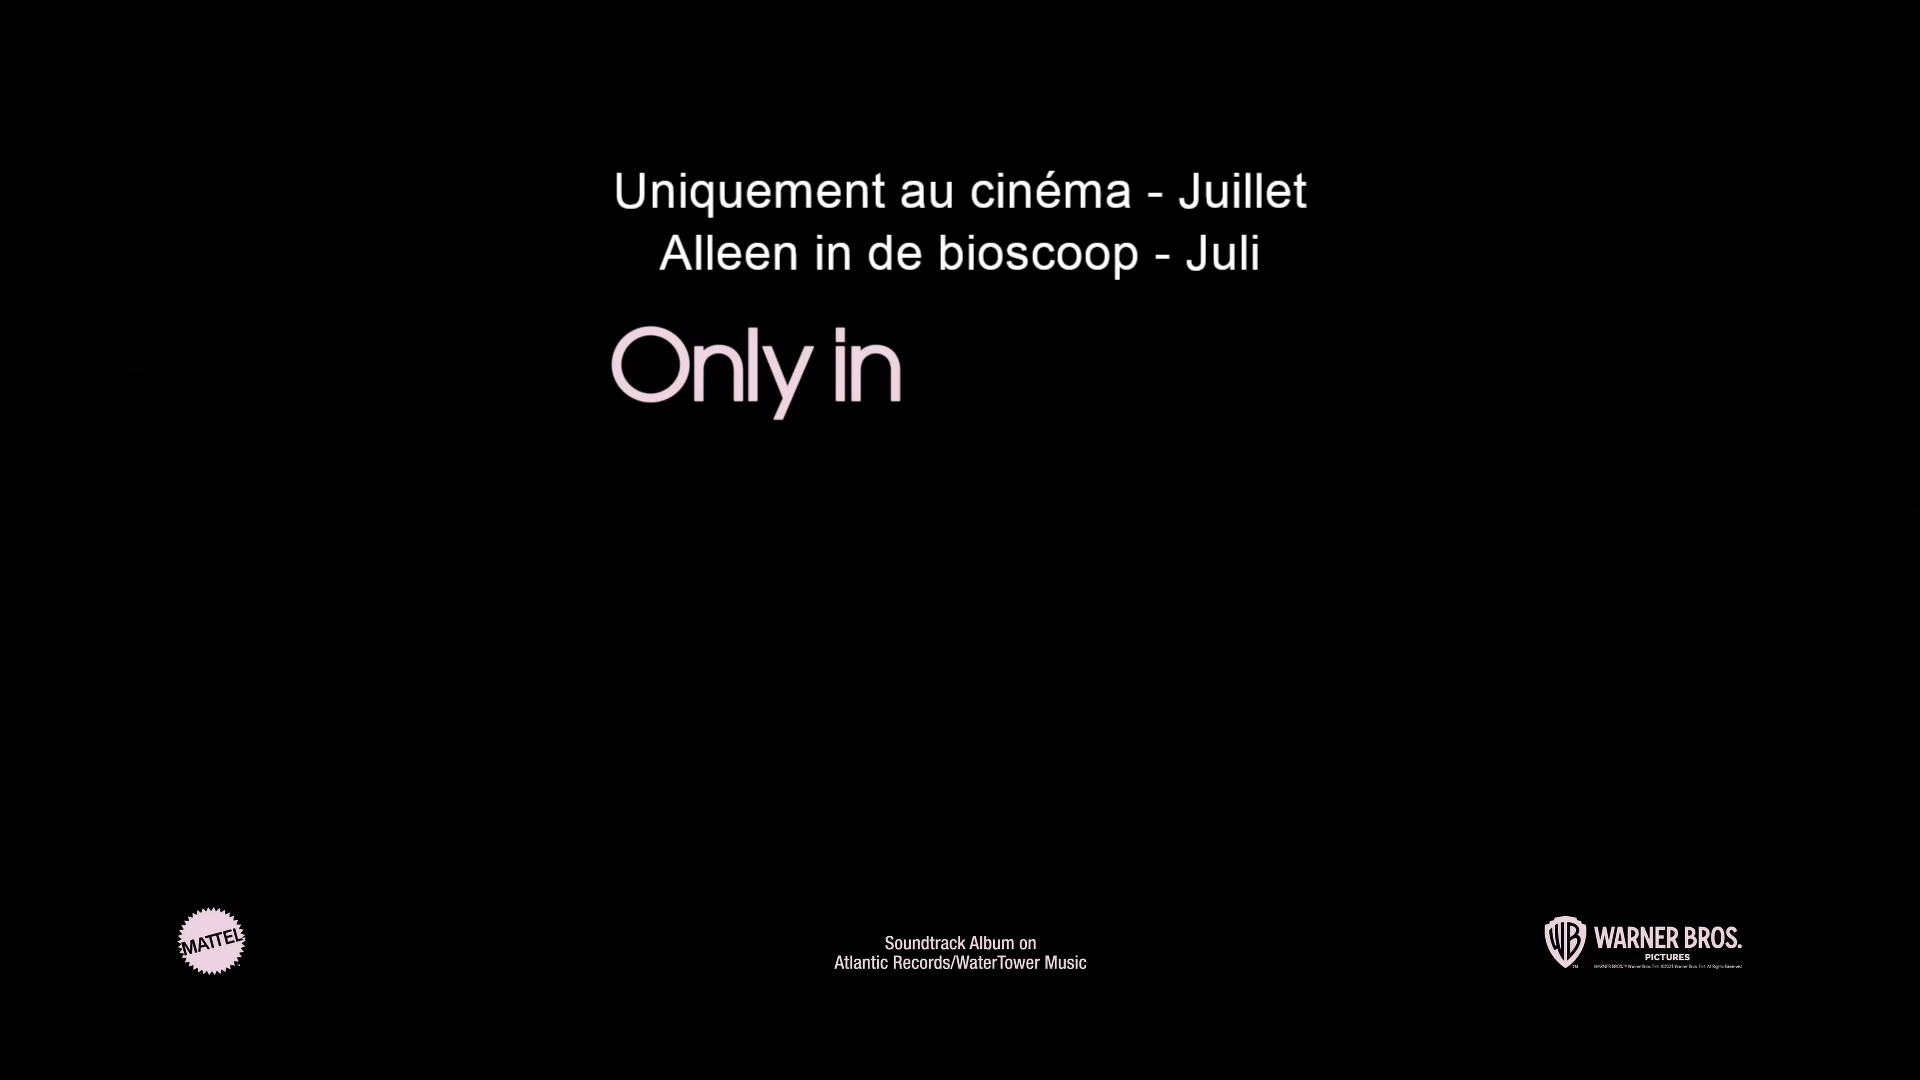 Uniquement au cinéma - Juillet
Alleen in de bioscoop - Juli
Only in
MATTEL
Soundtrack Album on
Atlantic Records/WaterTower Music
WB
WARNER BROS.
PICTURES